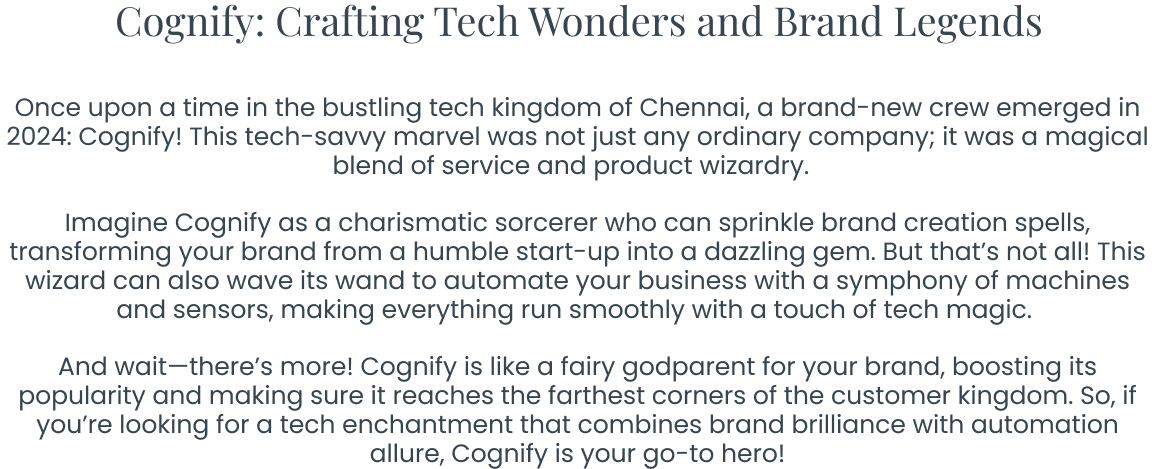 Cognify: Crafting Tech Wonders and Brand Legends
Once upon a time in the bustling tech kingdom of Chennai, a brand-new crew emerged in
2024: Cognify! This tech-savvy marvel was not just any ordinary company; it was a magical
blend of service and product wizardry.
Imagine Cognify as a charismatic sorcerer who can sprinkle brand creation spells,
transforming your brand from a humble start-up into a dazzling gem. But that’s not all! This
wizard can also wave its wand to automate your business with a symphony of machines
and sensors, making everything run smoothly with a touch of tech magic.
And wait—there’s more! Cognify is like a fairy godparent for your brand, boosting its
popularity and making sure it reaches the farthest corners of the customer kingdom. So, if
you’re looking for a tech enchantment that combines brand brilliance with automation
allure, Cognify is your go-to hero!